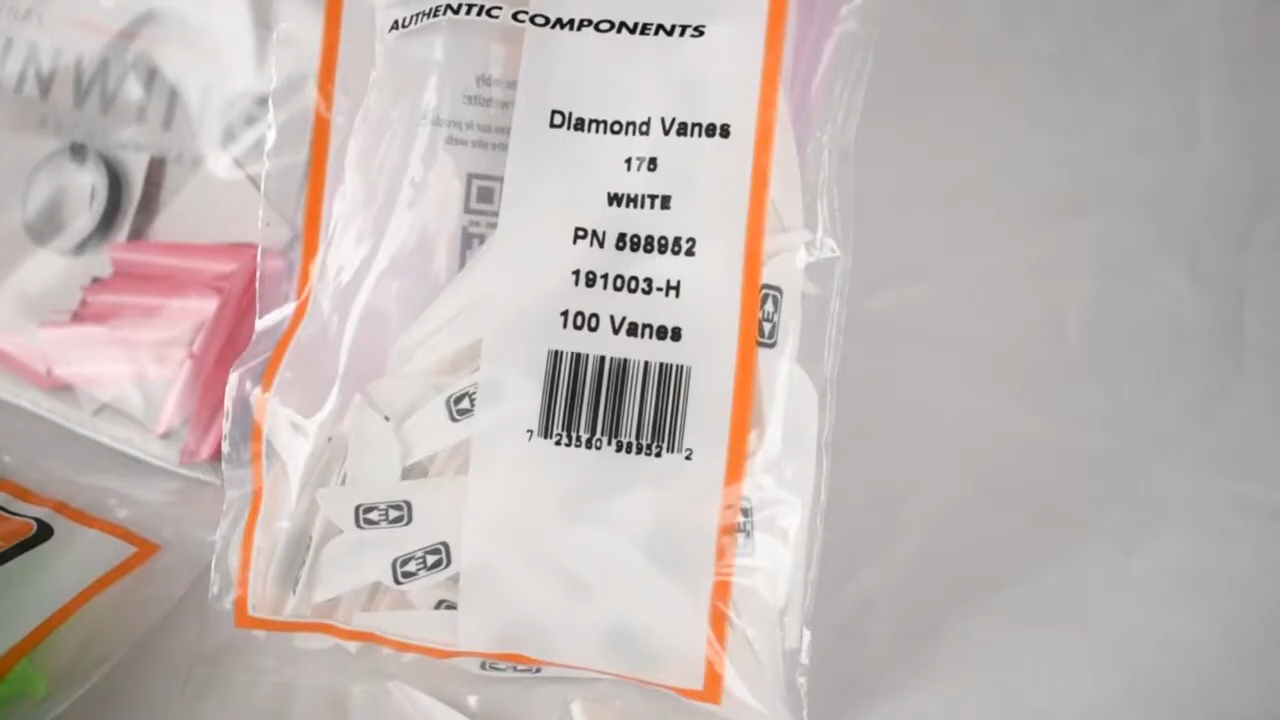 AUTHENTIC COMPONENTS
Diamond Vanes
175
WHITE
PN 598952
191003-H
100 Vanes
7 23560 98952 2